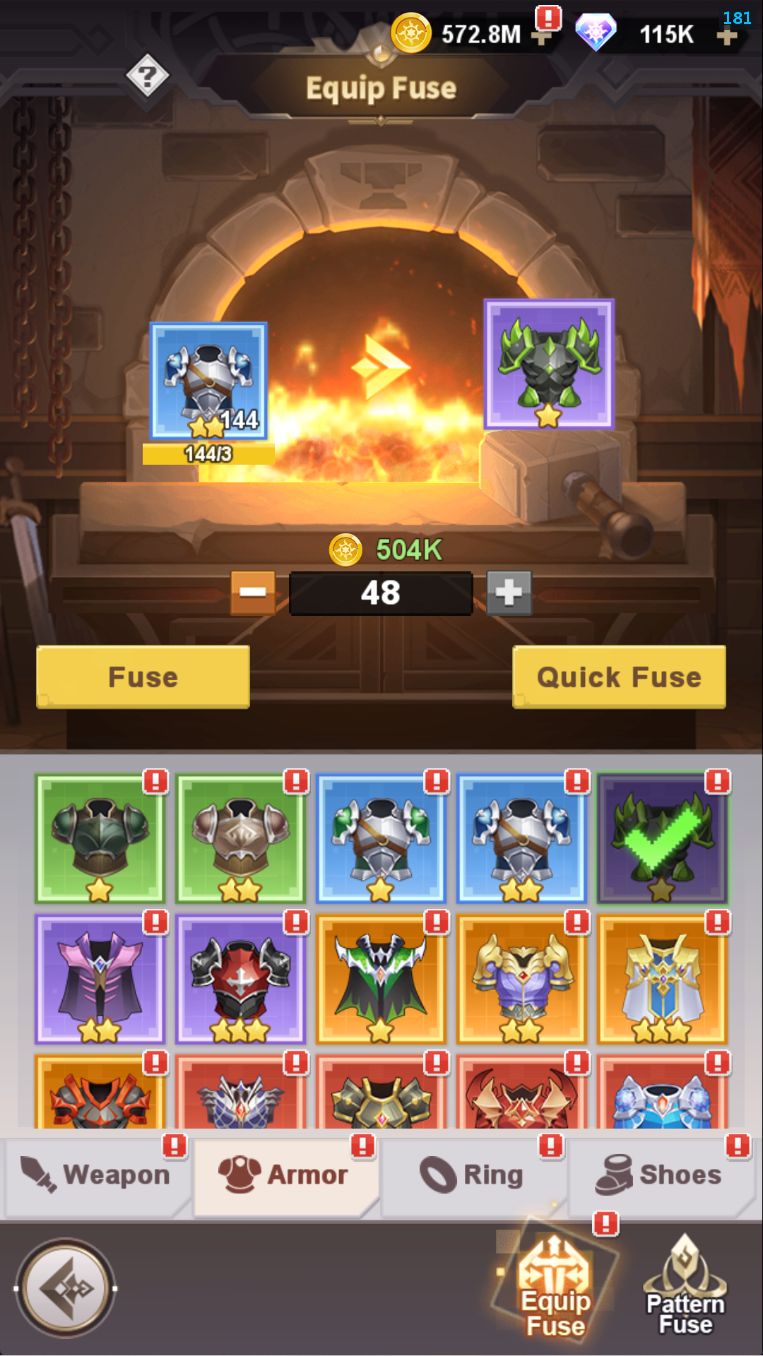 181
572.8M
115K
?
Equip Fuse
144
144/3
504K
48
Fuse
Quick Fuse
Weapon
Armor
Ring
Shoes
Equip
Fuse
Pattern
Fuse